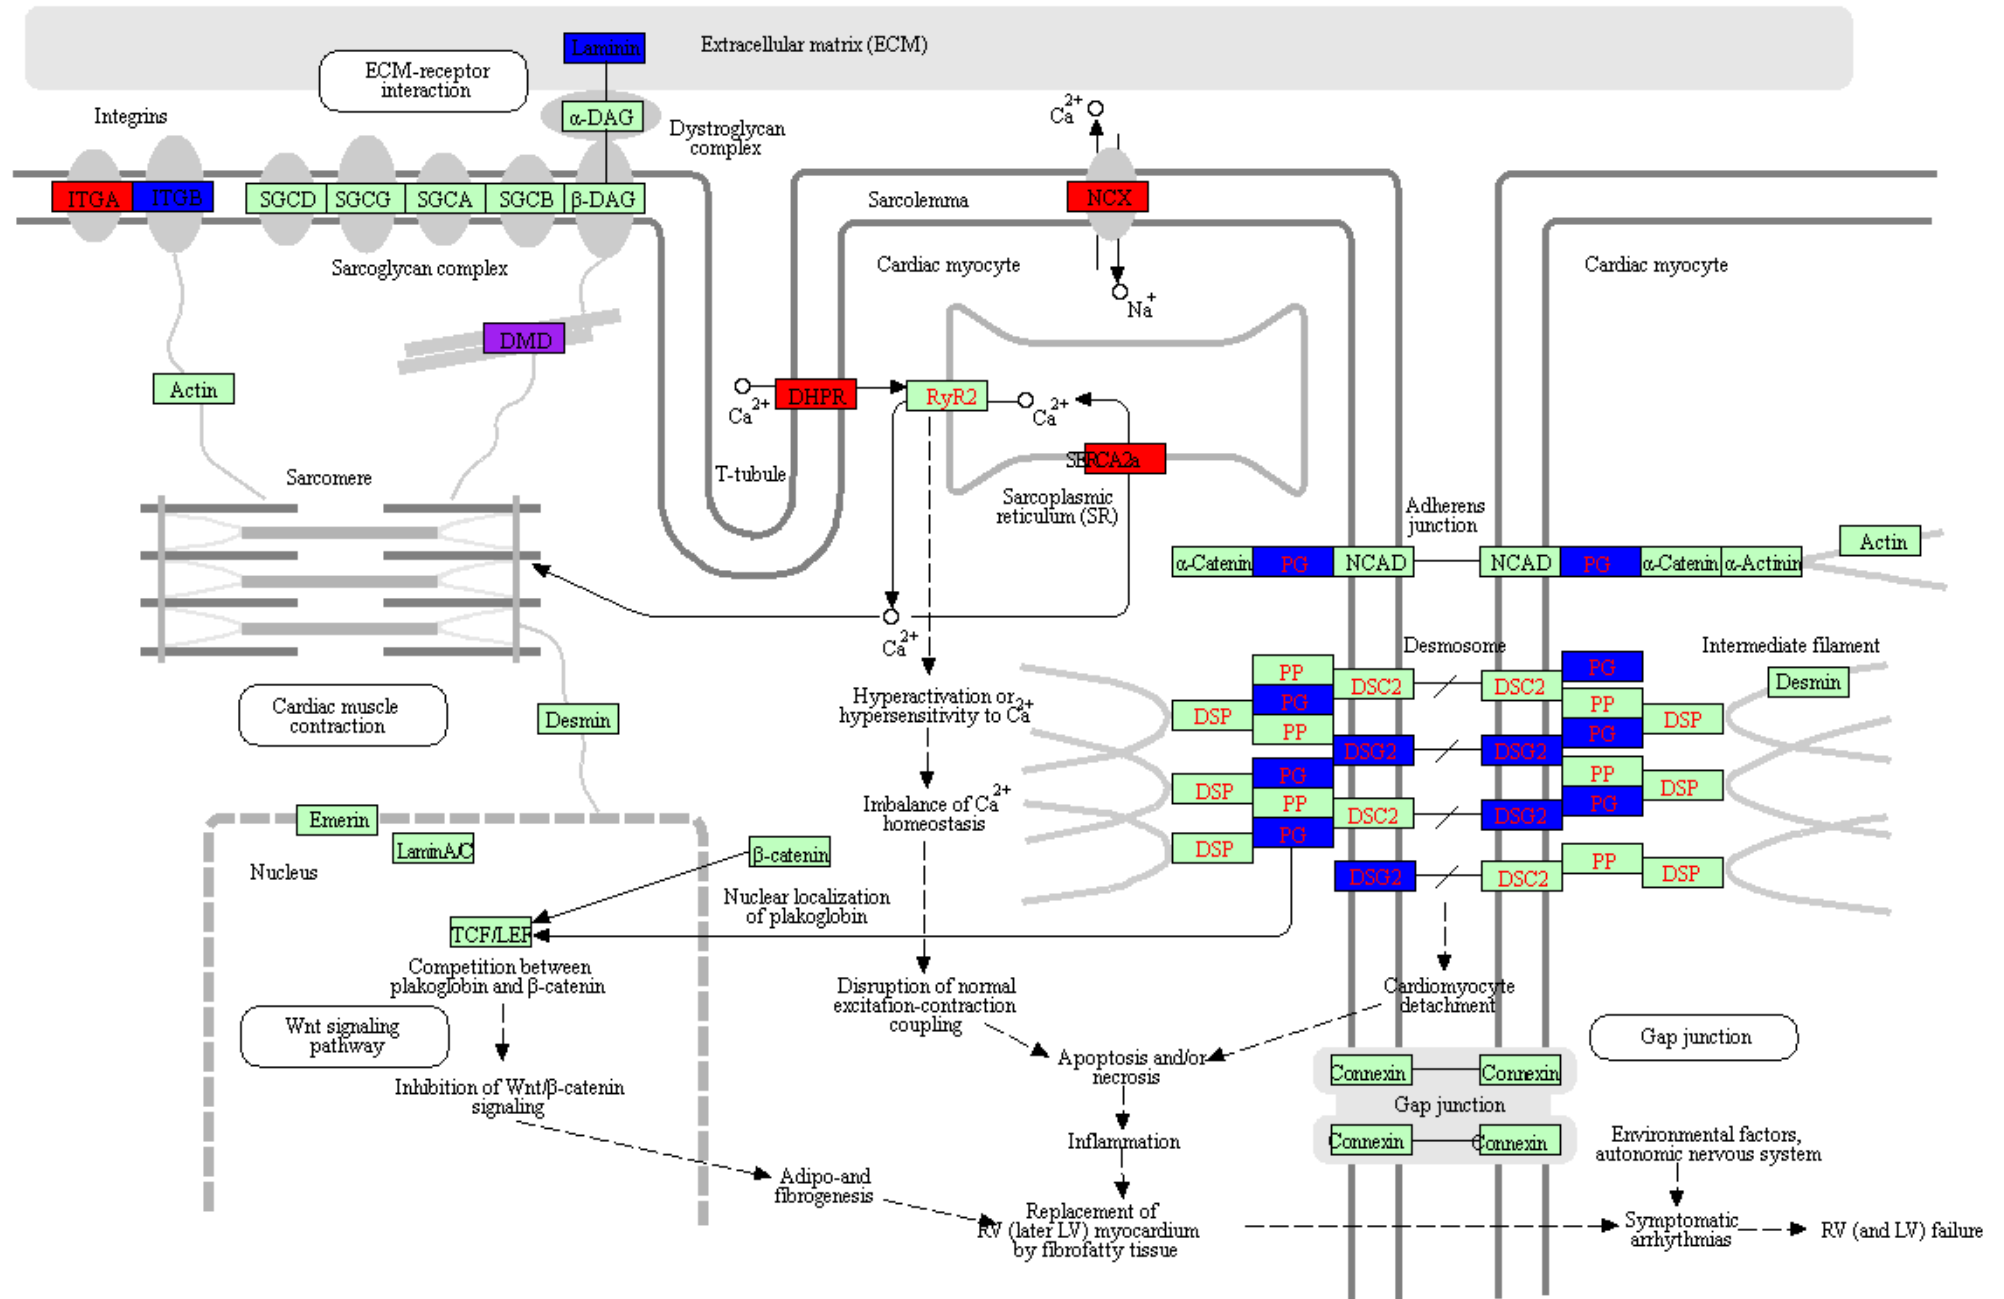 Laminin
Extracellular matrix (ECM)
ECM-receptor
interaction
α-DAG
Integrins
Dystroglycan
complex
Ca2+
ITGA
ITGB
SGCD
SGCG
SGCA
SGCB
β-DAG
Sarcolemma
NCX
Sarcoglycan complex
Cardiac myocyte
Cardiac myocyte
Na+
DMD
Actin
Ca2+
DHPR
RyR2
Ca2+
SERCA2a
T-tubule
Sarcomere
Sarcoplasmic
reticulum (SR)
Adherens
junction
α-Catenin
PG
NCAD
NCAD
PG
α-Catenin
α-Actinin
Actin
Ca2+
Desmosome
Intermediate filament
PP
PG
PP
DSC2
DSC2
PG
PP
PG
Desmin
DSP
DSP
Cardiac muscle
contraction
Desmin
Hyperactivation or
hypersensitivity to Ca2+
DSG2
DSG2
PG
PP
PG
DSP
PP
PG
DSP
DSC2
DSG2
Imbalance of Ca2+
homeostasis
Emerin
LaminA/C
β-catenin
DSP
DSG2
DSC2
PP
DSP
Nucleus
Nuclear localization
of plakoglobin
TCF/LEF
Competition between
plakoglobin and β-catenin
Disruption of normal
excitation-contraction
coupling
Cardiomyocyte
detachment
Wnt signaling
pathway
Gap junction
Apoptosis and/or
necrosis
Connexin
Connexin
Inhibition of Wnt/β-catenin
signaling
Gap junction
Inflammation
Connexin
Connexin
Environmental factors,
autonomic nervous system
Adipo-and
fibrogenesis
Replacement of
RV (later LV) myocardium
by fibrofatty tissue
Symptomatic
arrhythmias
RV (and LV) failure